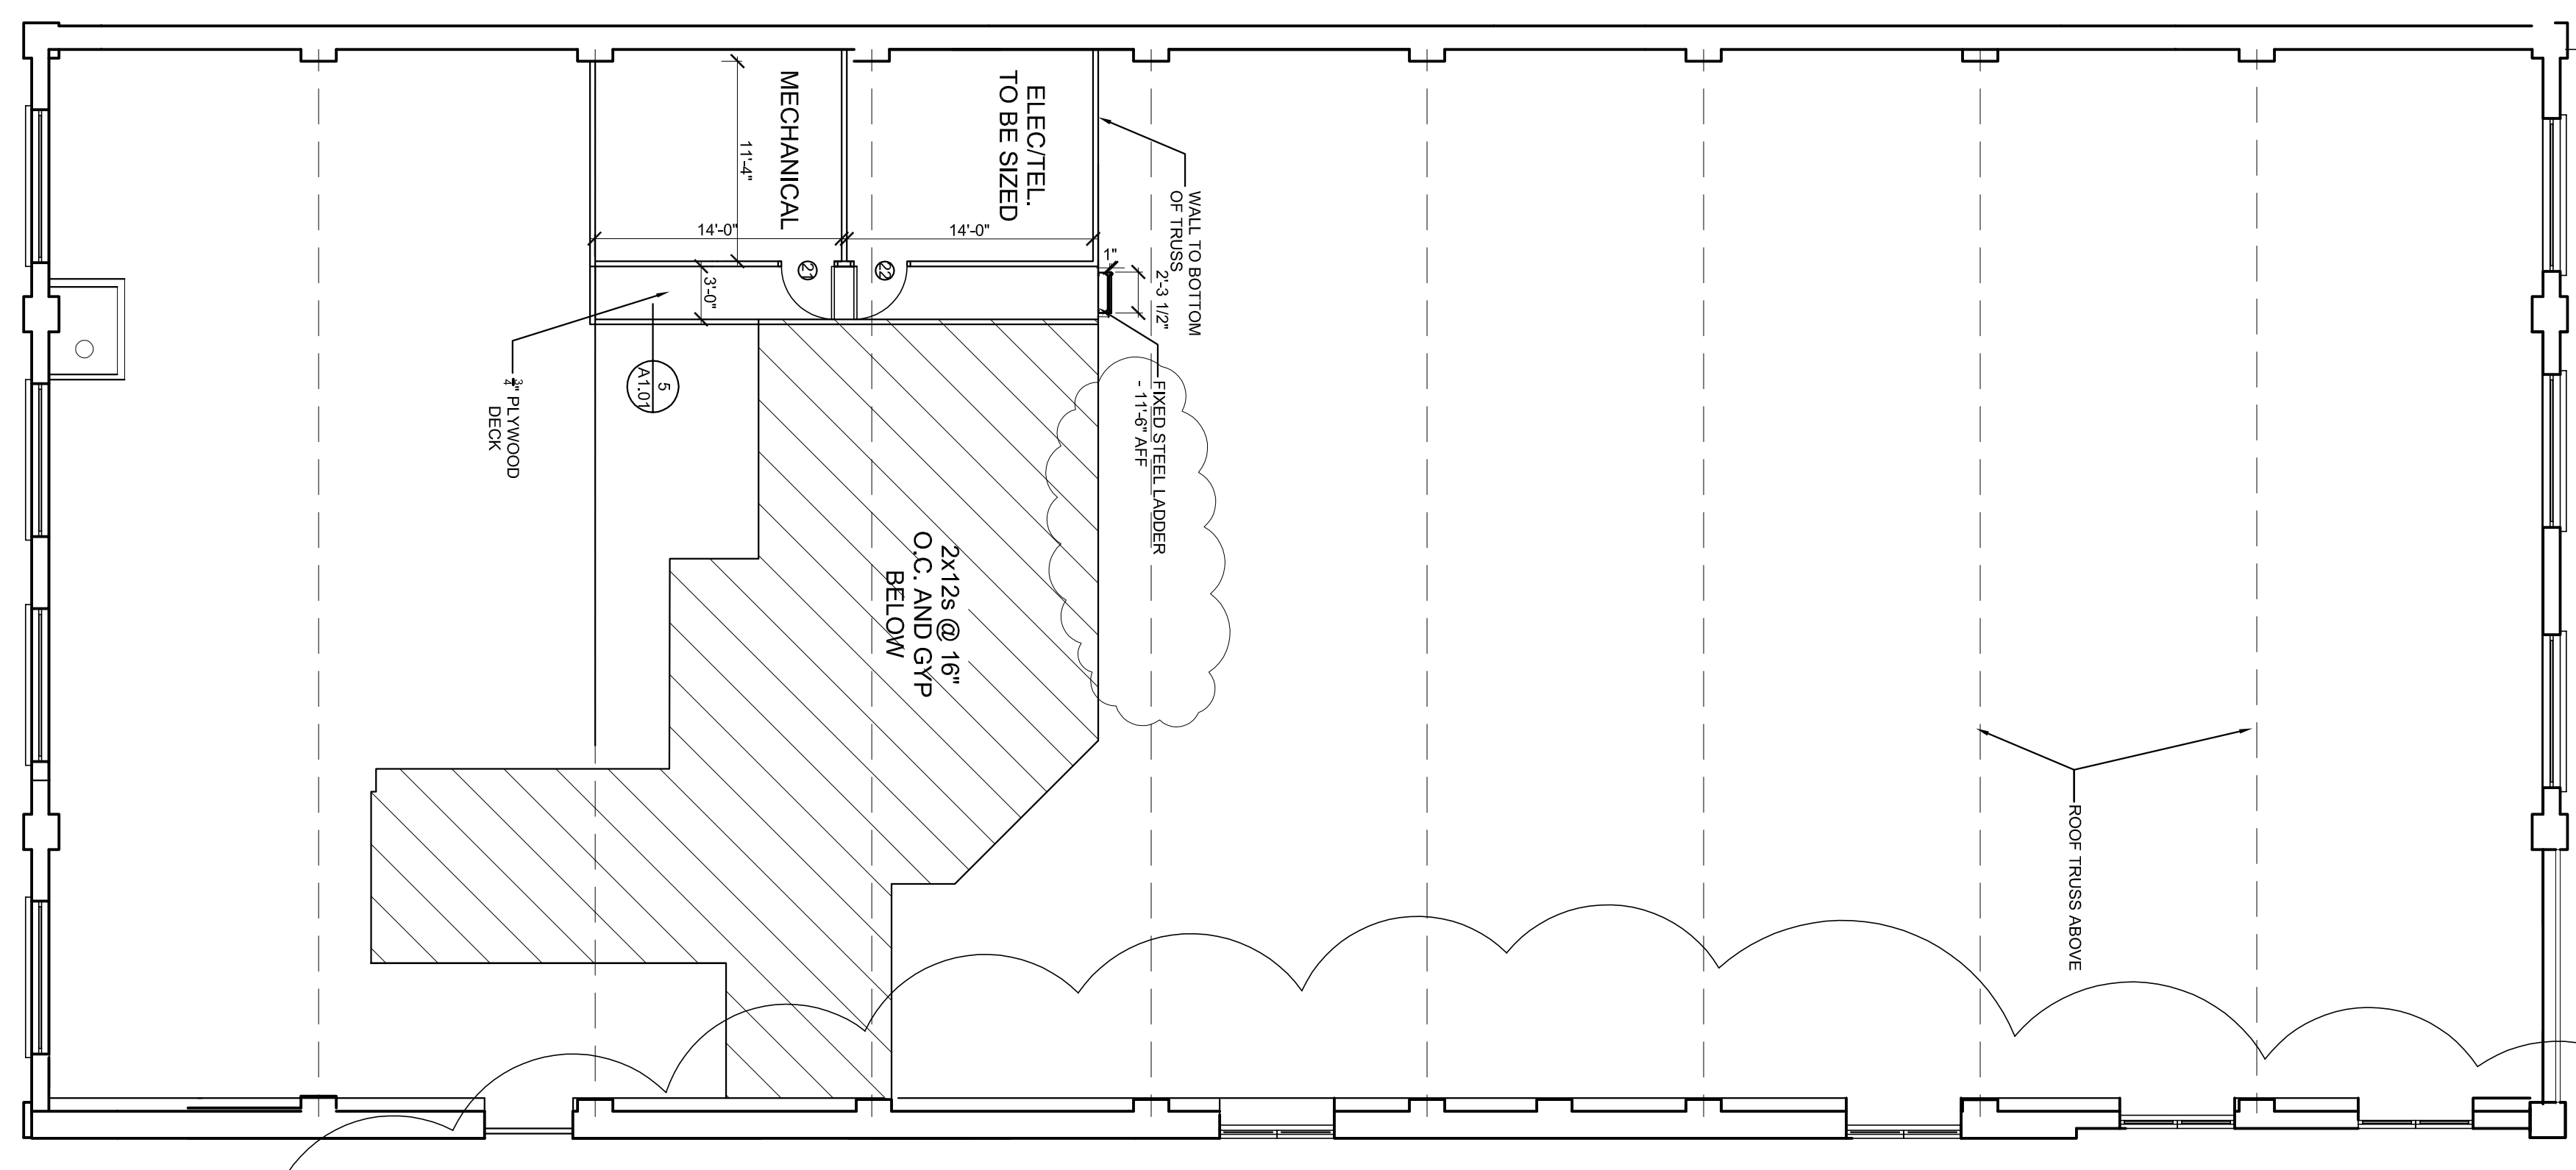 ELEC/TEL.
TO BE SIZED
MECHANICAL
11'-4"
14'-0"
14'-0"
21
22
3'-0"
1"
2'-3 1/2"
WALL TO BOTTOM
OF TRUSS
FIXED STEEL LADDER
- 11'-6" AFF
5
A1.01
3/4" PLYWOOD
DECK
2x12s @ 16"
O.C. AND GYP
BELOW
ROOF TRUSS ABOVE